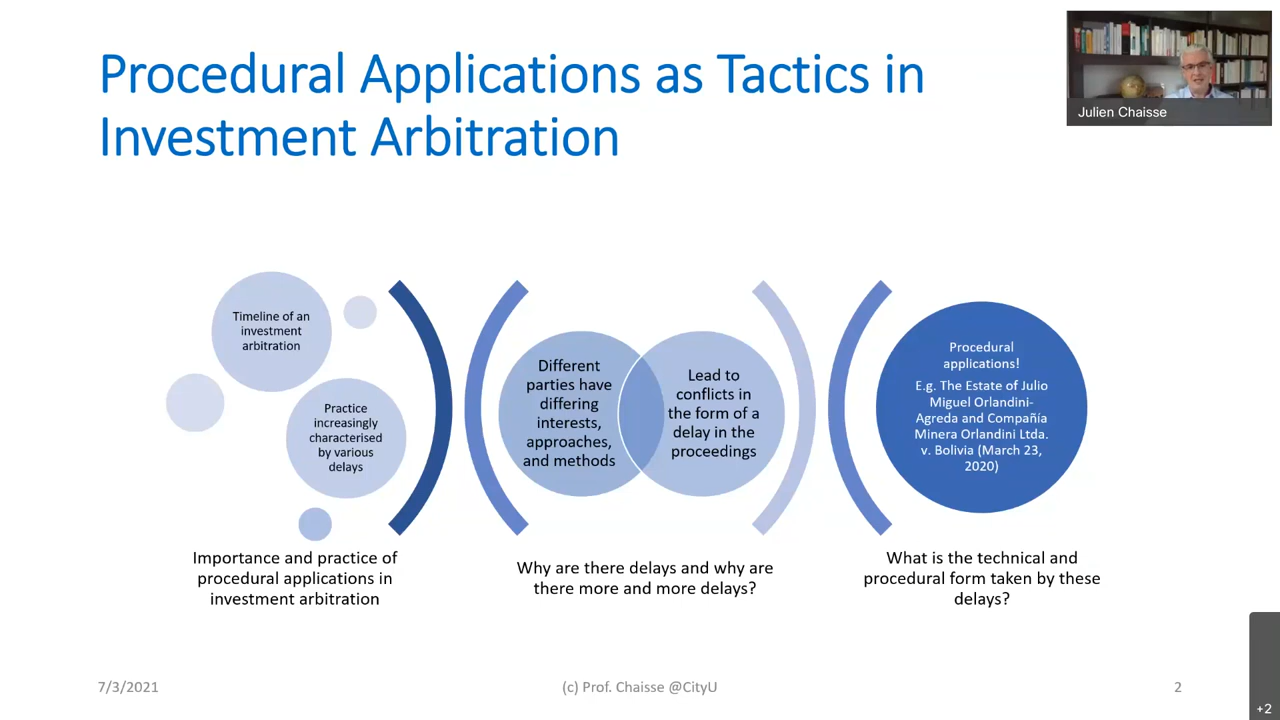 Procedural Applications as Tactics in
Investment Arbitration
Julien Chaisse
Timeline of an
investment
arbitration
Practice
increasingly
characterised
by various
delays
Importance and practice of
procedural applications in
investment arbitration
Different
parties have
differing
interests,
approaches,
and methods
Lead to
conflicts in
the form of a
delay in the
proceedings
Why are there delays and why are
there more and more delays?
Procedural
applications!
E.g. The Estate of Julio
Miguel Orlandini-
Agreda and Compañía
Minera Orlandini Ltda.
v. Bolivia (March 23,
2020)
What is the technical and
procedural form taken by these
delays?
7/3/2021
(c) Prof. Chaisse @CityU
2
+2